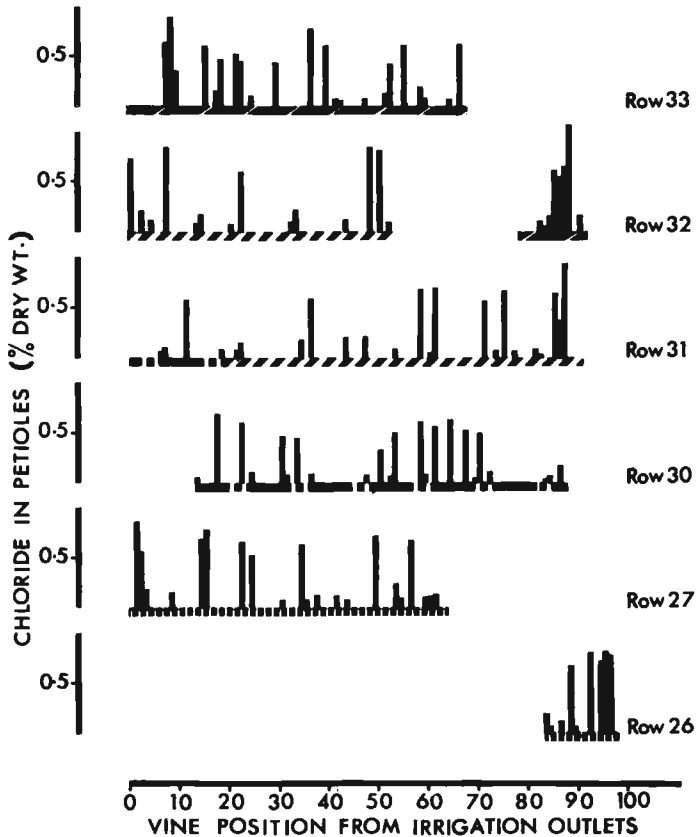 0·5
Row 33
0·5
Row 32
0·5
Row 31
0·5
Row 30
0·5
Row 27
0·5
Row 26
CHLORIDE IN PETIOLES (% DRY WT·)
0 10 20 30 40 50 60 70 80 90 100
VINE POSITION FROM IRRIGATION OUTLETS